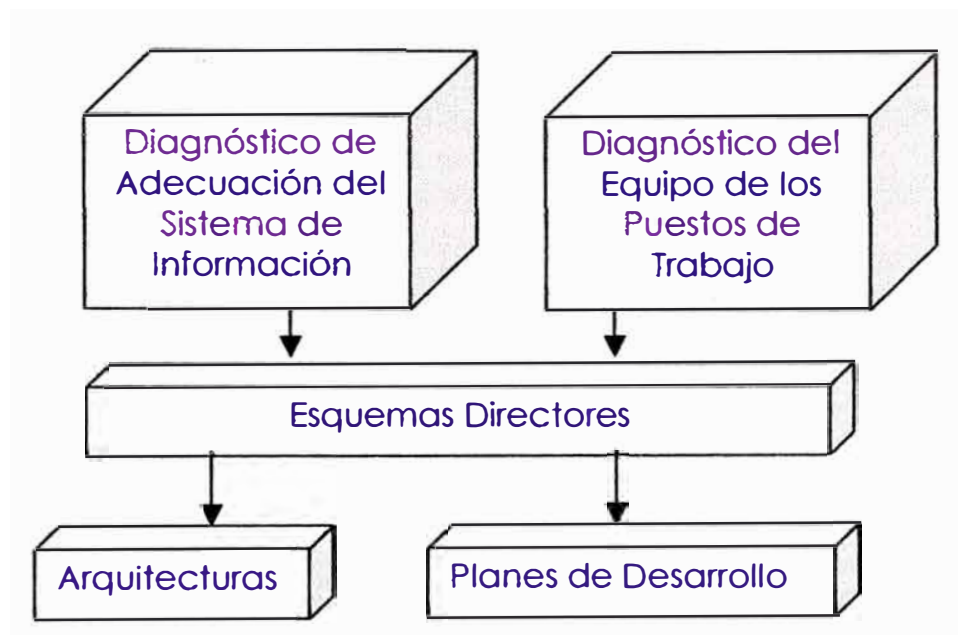 Diagnóstico de
Adecuación del
Sistema de
Información
Diagnóstico del
Equipo de los
Puestos de
Trabajo
Esquemas Directores
Arquitecturas
Planes de Desarrollo